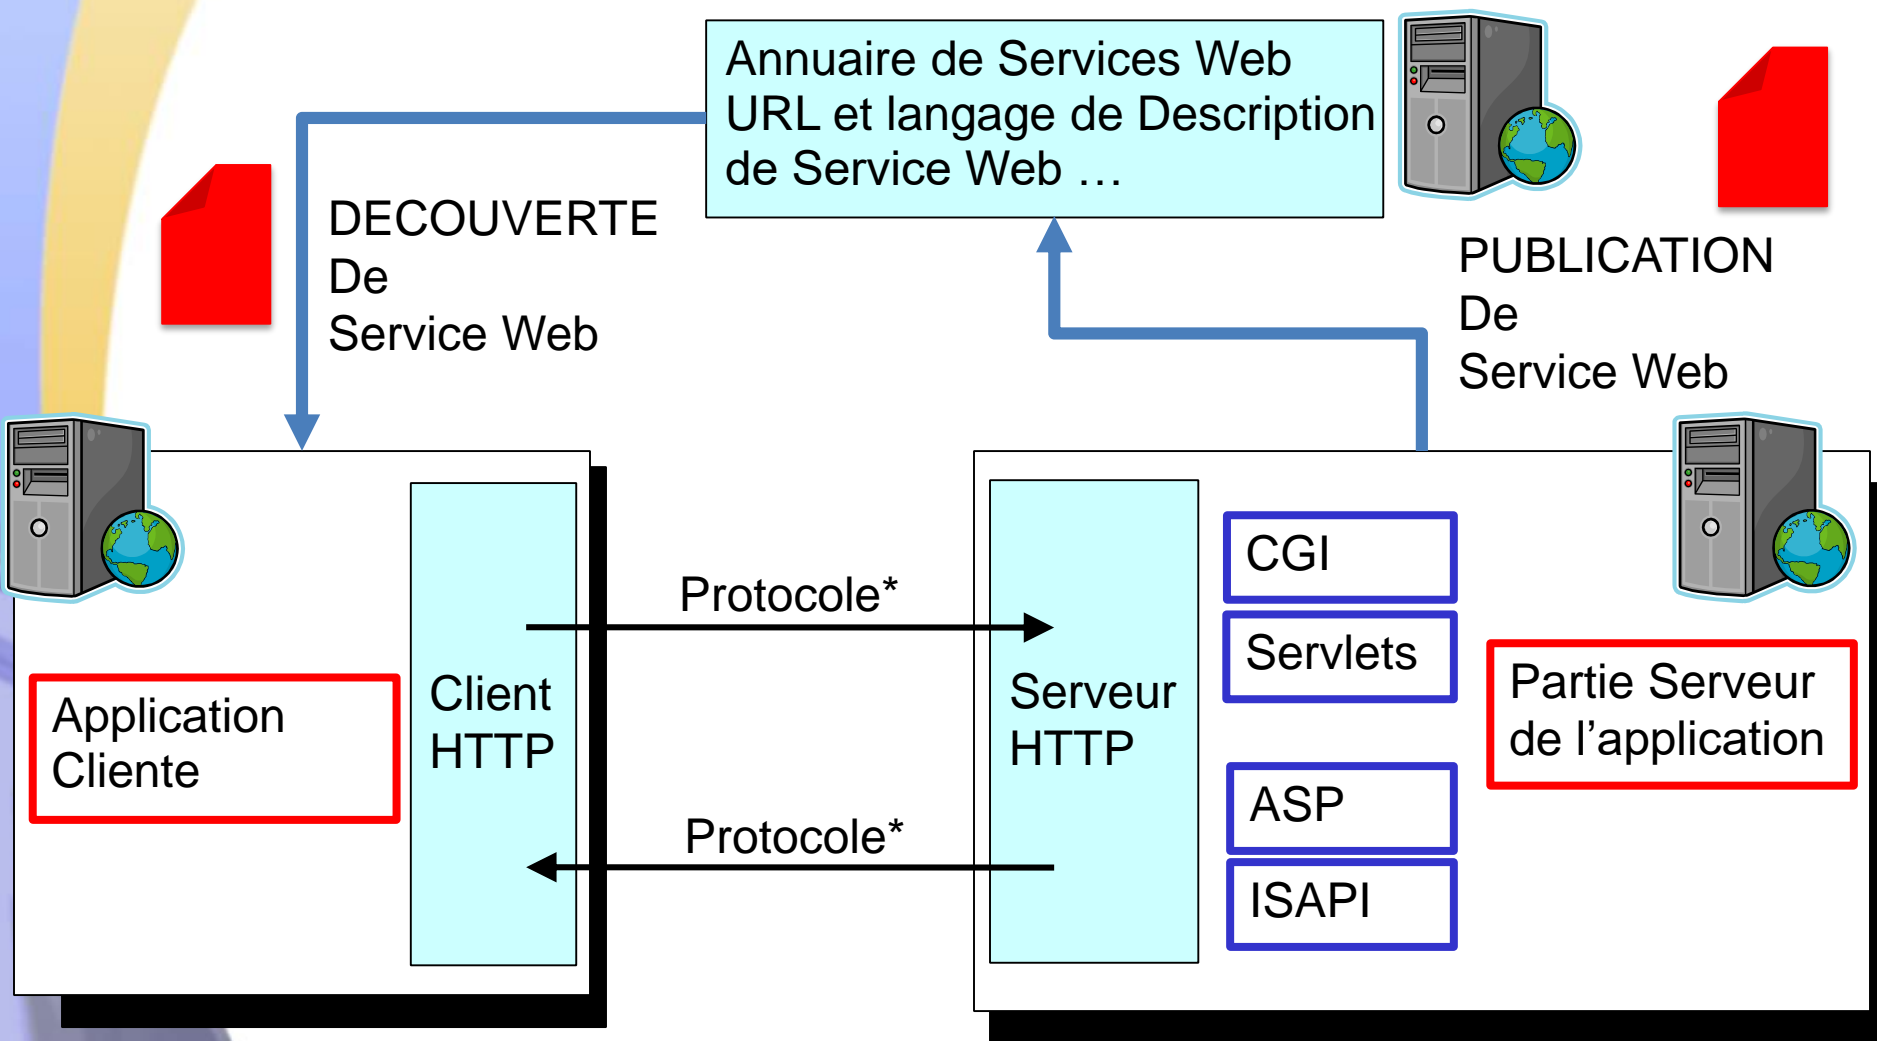 Annuaire de Services Web
URL et langage de Description
de Service Web …
DECOUVERTE
De
Service Web
PUBLICATION
De
Service Web
Application
Cliente
Client
HTTP
Protocole*
Protocole*
Serveur
HTTP
CGI
Servlets
ASP
ISAPI
Partie Serveur
de l’application